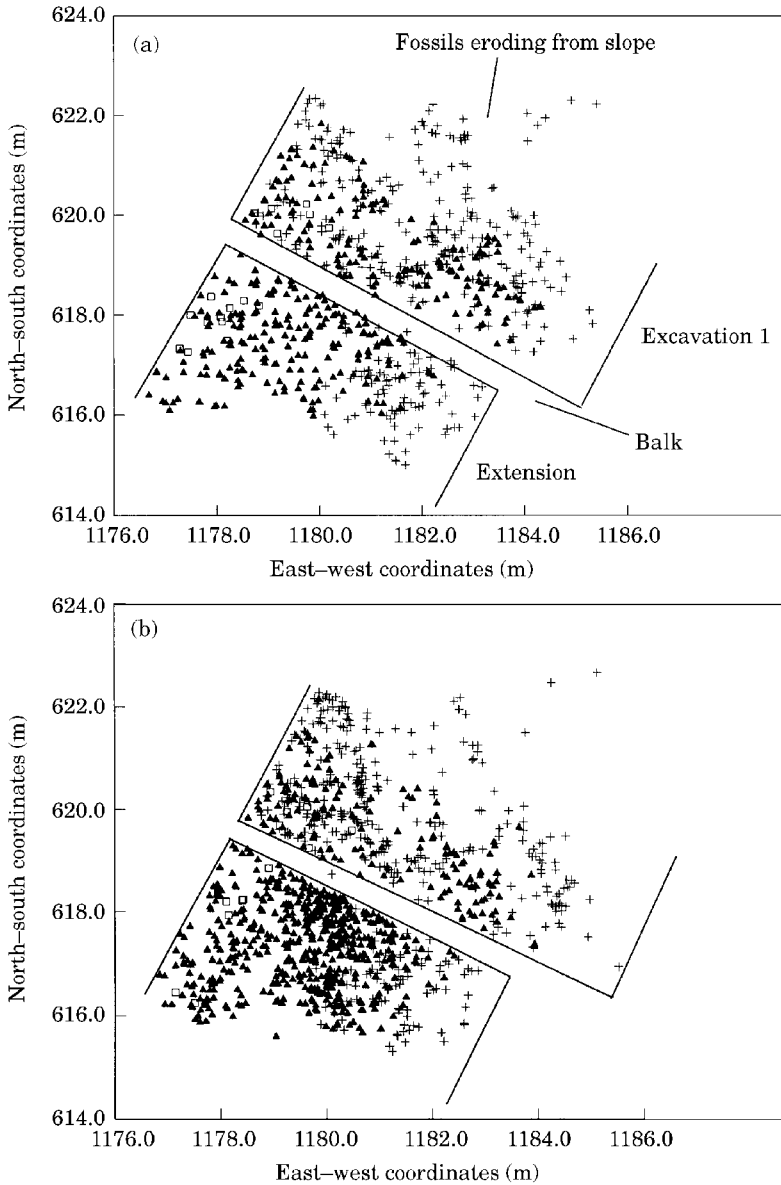 624.0
(a)
Fossils eroding from slope
622.0
620.0
618.0
616.0
614.0
North–south coordinates (m)
Excavation 1
Balk
Extension
1176.0 1178.0 1180.0 1182.0 1184.0 1186.0
East–west coordinates (m)
624.0
(b)
622.0
620.0
618.0
616.0
614.0
North–south coordinates (m)
1176.0 1178.0 1180.0 1182.0 1184.0 1186.0
East–west coordinates (m)